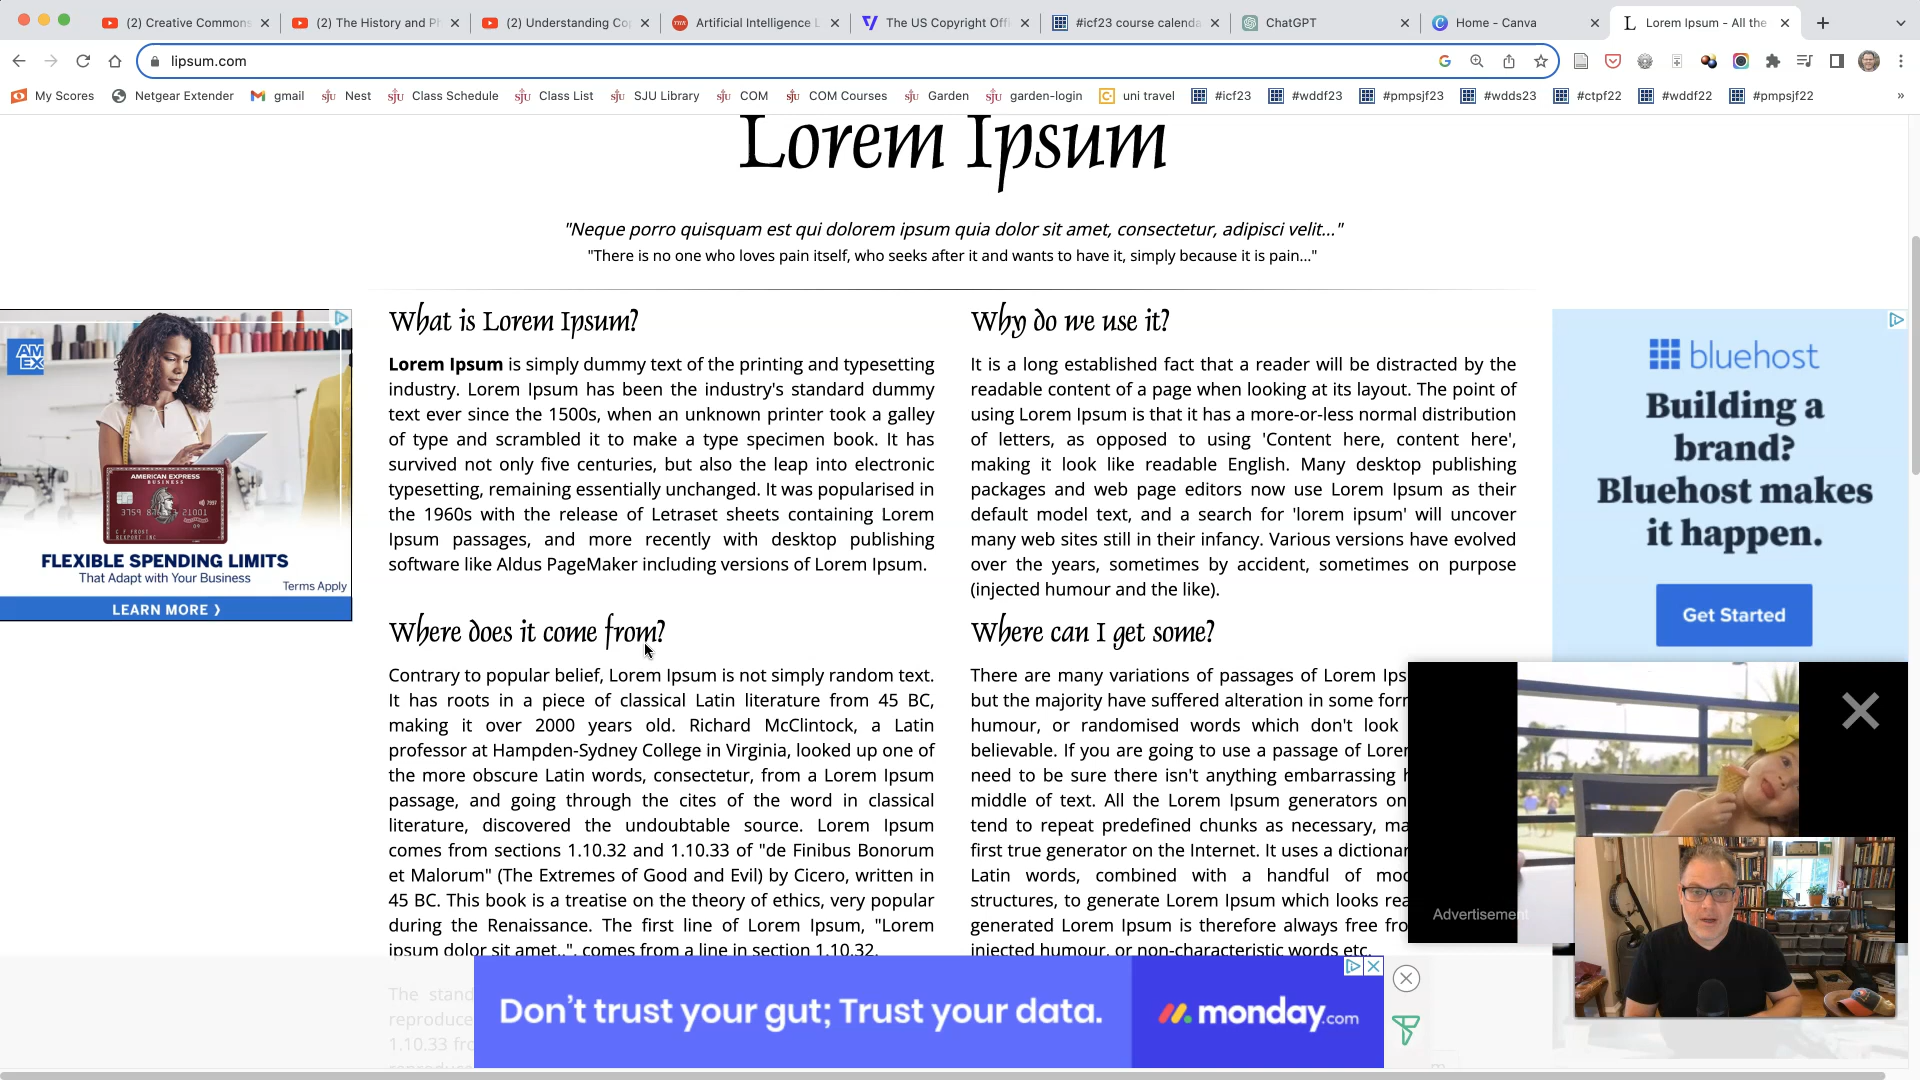 (2) Creative Commons
(2) The History and Ph
(2) Understanding Co
Artificial Intelligence L
The US Copyright Offi
#icf23 course calenda
ChatGPT
Home - Canva
Lorem Ipsum - All the
lipsum.com
My Scores
Netgear Extender
gmail
Nest
Class Schedule
Class List
SJU Library
COM
COM Courses
Garden
garden-login
uni travel
#icf23
#wddf23
#pmpsjf23
#wdds23
#ctpf22
#wddf22
#pmpsjf22
Lorem Ipsum
"Neque porro quisquam est qui dolorem ipsum quia dolor sit amet, consectetur, adipisci velit..."
"There is no one who loves pain itself, who seeks after it and wants to have it, simply because it is pain..."
What is Lorem Ipsum?
Lorem Ipsum is simply dummy text of the printing and typesetting
industry. Lorem Ipsum has been the industry's standard dummy
text ever since the 1500s, when an unknown printer took a galley
of type and scrambled it to make a type specimen book. It has
survived not only five centuries, but also the leap into electronic
typesetting, remaining essentially unchanged. It was popularised in
the 1960s with the release of Letraset sheets containing Lorem
Ipsum passages, and more recently with desktop publishing
software like Aldus PageMaker including versions of Lorem Ipsum.
Why do we use it?
It is a long established fact that a reader will be distracted by the
readable content of a page when looking at its layout. The point of
using Lorem Ipsum is that it has a more-or-less normal distribution
of letters, as opposed to using 'Content here, content here',
making it look like readable English. Many desktop publishing
packages and web page editors now use Lorem Ipsum as their
default model text, and a search for 'lorem ipsum' will uncover
many web sites still in their infancy. Various versions have evolved
over the years, sometimes by accident, sometimes on purpose
(injected humour and the like).
Where does it come from?
Contrary to popular belief, Lorem Ipsum is not simply random text.
It has roots in a piece of classical Latin literature from 45 BC,
making it over 2000 years old. Richard McClintock, a Latin
professor at Hampden-Sydney College in Virginia, looked up one of
the more obscure Latin words, consectetur, from a Lorem Ipsum
passage, and going through the cites of the word in classical
literature, discovered the undoubtable source. Lorem Ipsum
comes from sections 1.10.32 and 1.10.33 of "de Finibus Bonorum
et Malorum" (The Extremes of Good and Evil) by Cicero, written in
45 BC. This book is a treatise on the theory of ethics, very popular
during the Renaissance. The first line of Lorem Ipsum, "Lorem
ipsum dolor sit amet..", comes from a line in section 1.10.32.
The stand
reproduce
1.10.33 fro
Where can I get some?
There are many variations of passages of Lorem Ips
but the majority have suffered alteration in some for
humour, or randomised words which don't look
believable. If you are going to use a passage of Lore
need to be sure there isn't anything embarrassing h
middle of text. All the Lorem Ipsum generators on
tend to repeat predefined chunks as necessary, ma
first true generator on the Internet. It uses a dictionar
Latin words, combined with a handful of mod
structures, to generate Lorem Ipsum which looks rea
generated Lorem Ipsum is therefore always free fro
injected humour, or non-characteristic words etc.
AM
EX
AMERICAN EXPRESS
BUSINESS
FLEXIBLE SPENDING LIMITS
That Adapt with Your Business
Terms Apply
LEARN MORE
bluehost
Building a
brand?
Bluehost makes
it happen.
Get Started
Advertisement
Don't trust your gut; Trust your data.
monday.com